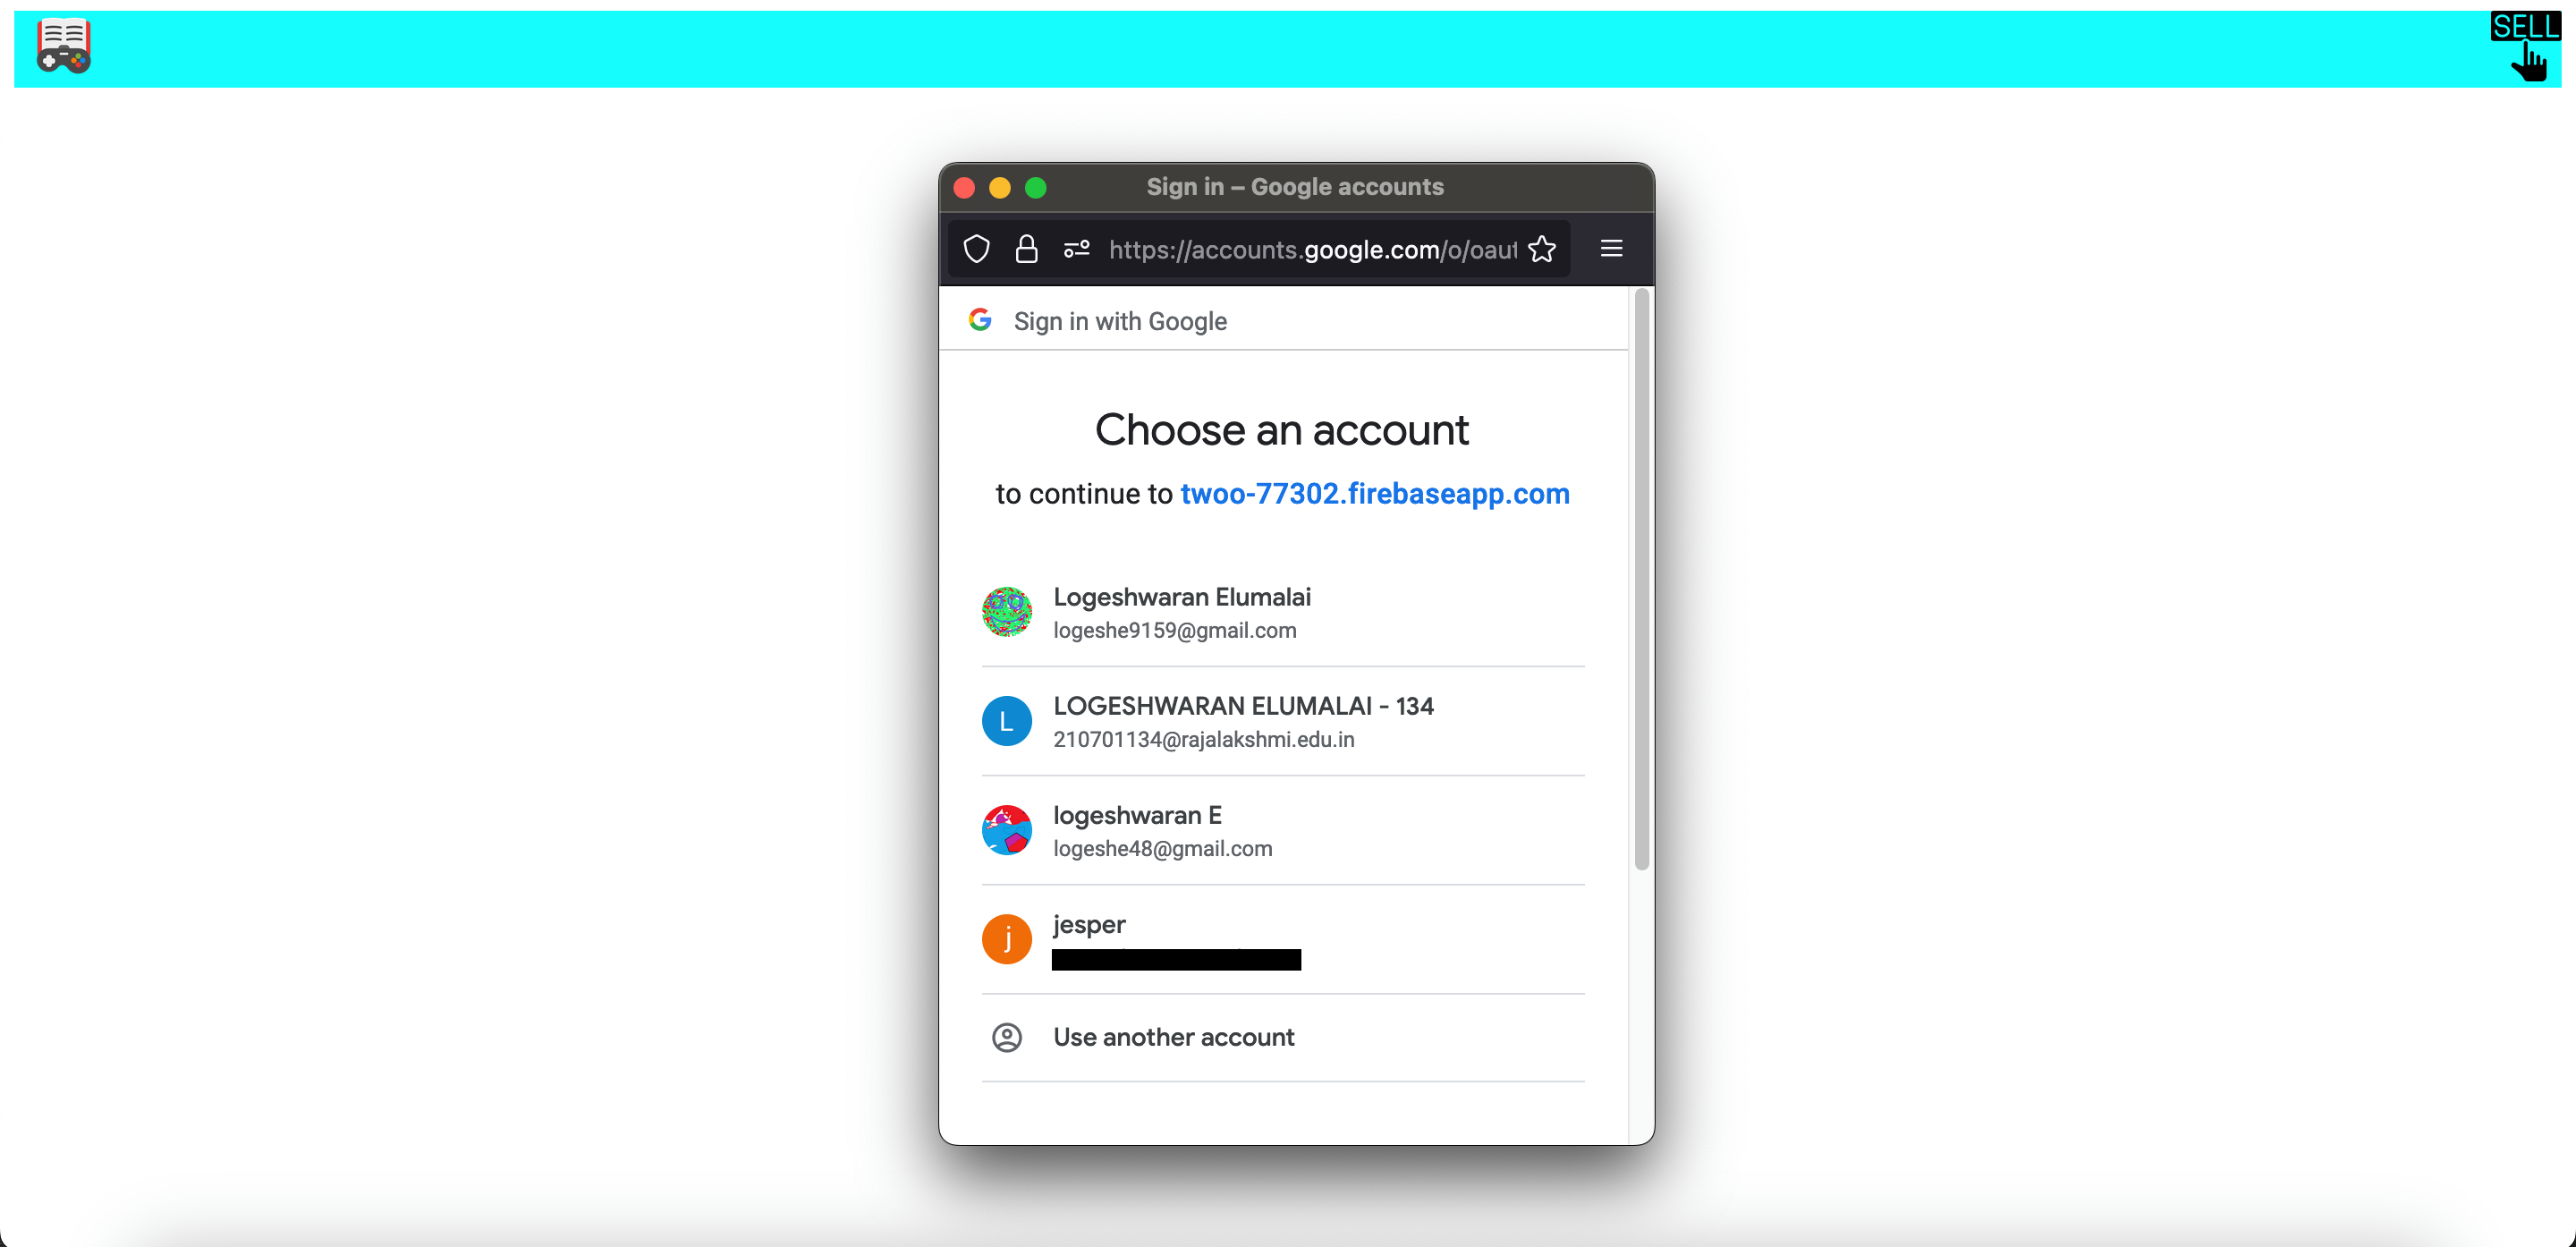 SELL
Sign in – Google accounts
https://accounts.google.com/o/oaut
Sign in with Google
Choose an account
to continue to twoo-77302.firebaseapp.com
Logeshwaran Elumalai
logeshe9159@gmail.com
L
LOGESHWARAN ELUMALAI - 134
210701134@rajalakshmi.edu.in
logeshwaran E
logeshe48@gmail.com
j
jesper
Use another account